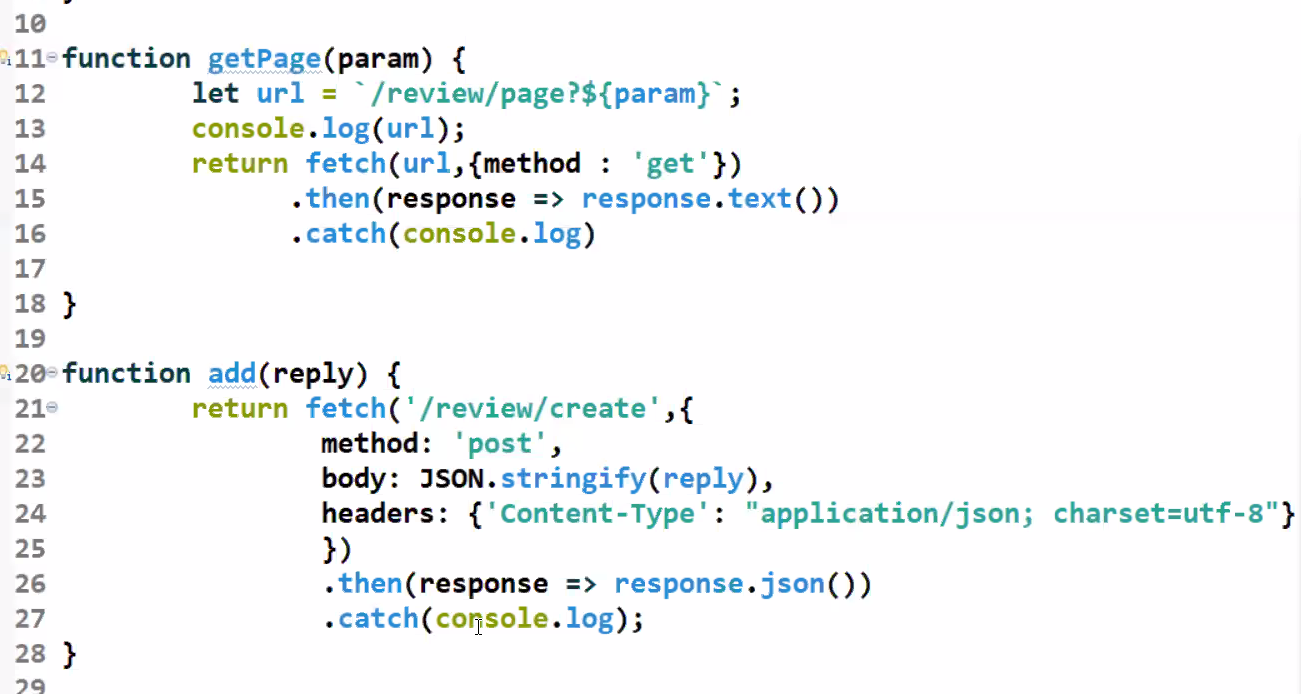 10
11 function getPage(param) {
12 let url = `/review/page?${param}`;
13 console.log(url);
14 return fetch(url,{method : 'get'})
15 .then(response => response.text())
16 .catch(console.log)
17
18 }
19
20 function add(reply) {
21 return fetch('/review/create',{
22 method: 'post',
23 body: JSON.stringify(reply),
24 headers: {'Content-Type': "application/json; charset=utf-8"}
25 })
26 .then(response => response.json())
27 .catch(console.log);
28 }
29